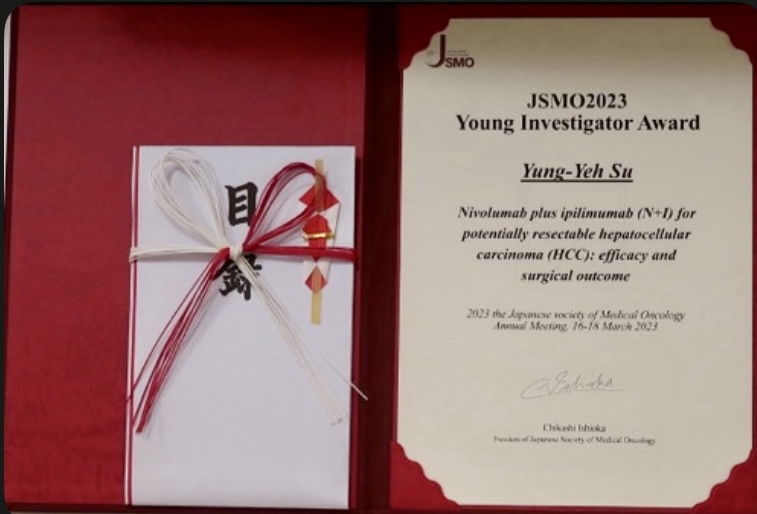 目録
JSMO
JSMO2023
Young Investigator Award
Yung-Yeh Su
Nivolumab plus ipilimumab (N+I) for
potentially resectable hepatocellular
carcinoma (HCC): efficacy and
surgical outcome
2023 the Japanese society of Medical Oncology
Annual Meeting, 16-18 March 2023
Ishioka
Chikashi Ishioka
President of Japanese Society of Medical Oncology